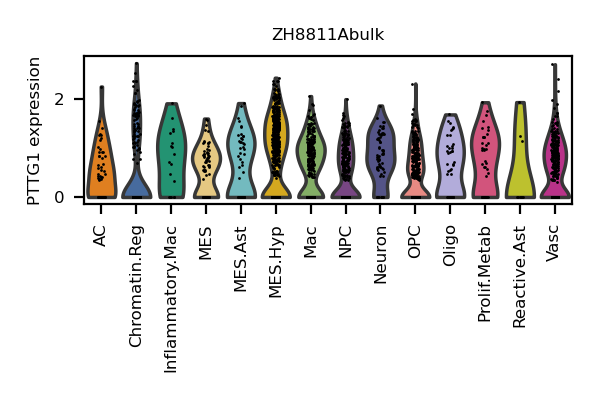 ZH8811Abulk
PTTG1 expression
2
0
AC
Chromatin.Reg
Inflammatory.Mac
MES
MES.Ast
MES.Hyp
Mac
NPC
Neuron
OPC
Oligo
Prolif.Metab
Reactive.Ast
Vasc